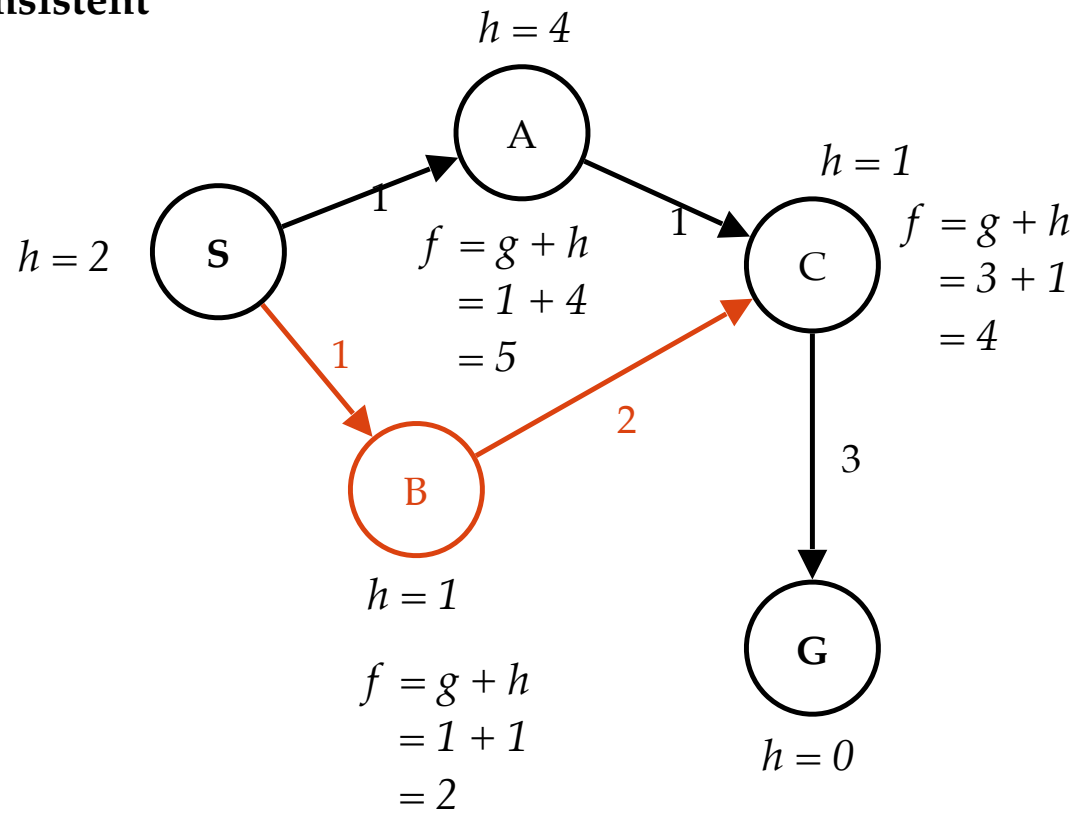 h = 4
A
h = 1
1
S
h = 2
1
C
f = g + h
= 3 + 1
= 4
f = g + h
= 1 + 4
= 5
1
2
3
B
h = 1
G
f = g + h
= 1 + 1
= 2
h = 0